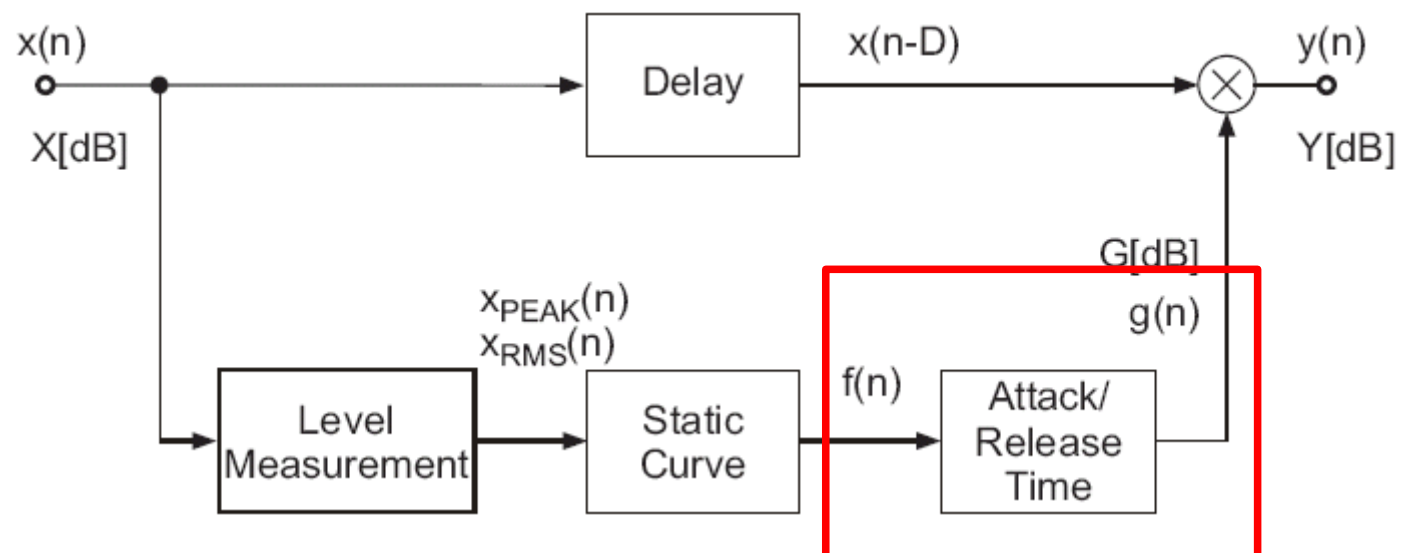 x(n)
x(n-D)
y(n)
Delay
X[dB]
Y[dB]
G[dB]
g(n)
xPEAK(n)
xRMS(n)
f(n)
Level
Measurement
Static
Curve
Attack/
Release
Time